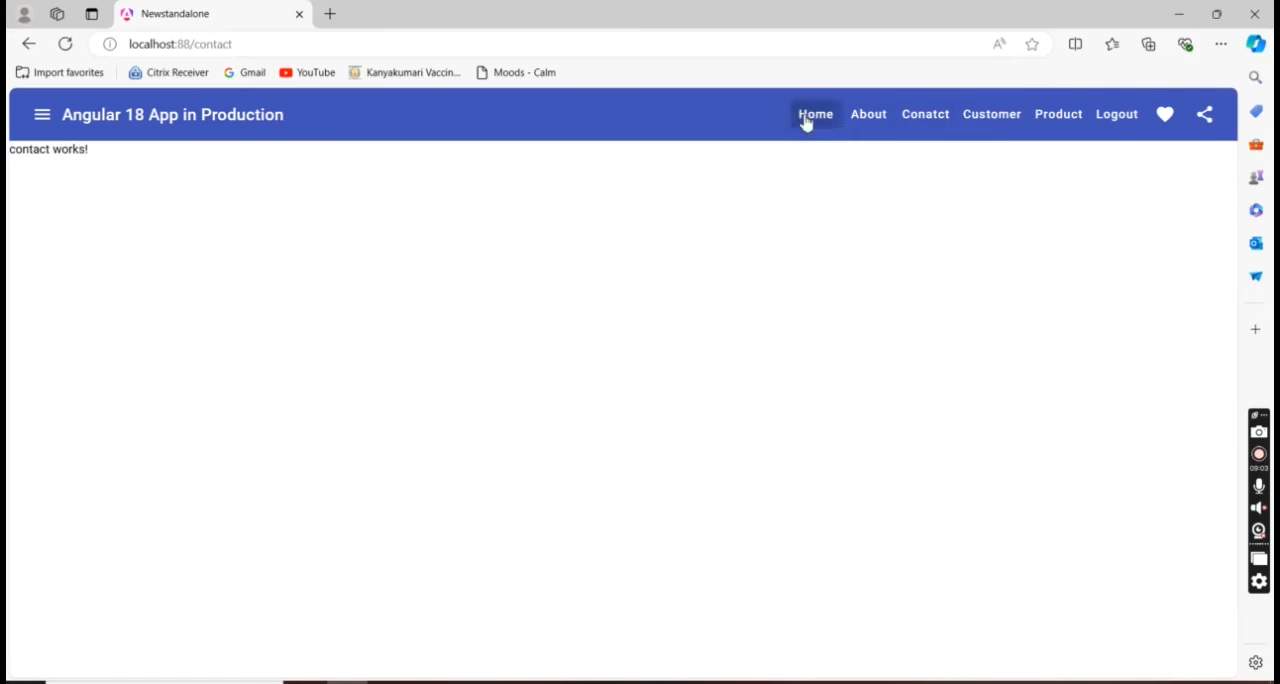 Newstandalone
localhost:88/contact
Import favorites Citrix Receiver Gmail YouTube Kanyakumari Vaccin... Moods - Calm
Angular 18 App in Production Home About Conatct Customer Product Logout
contact works!
09:03